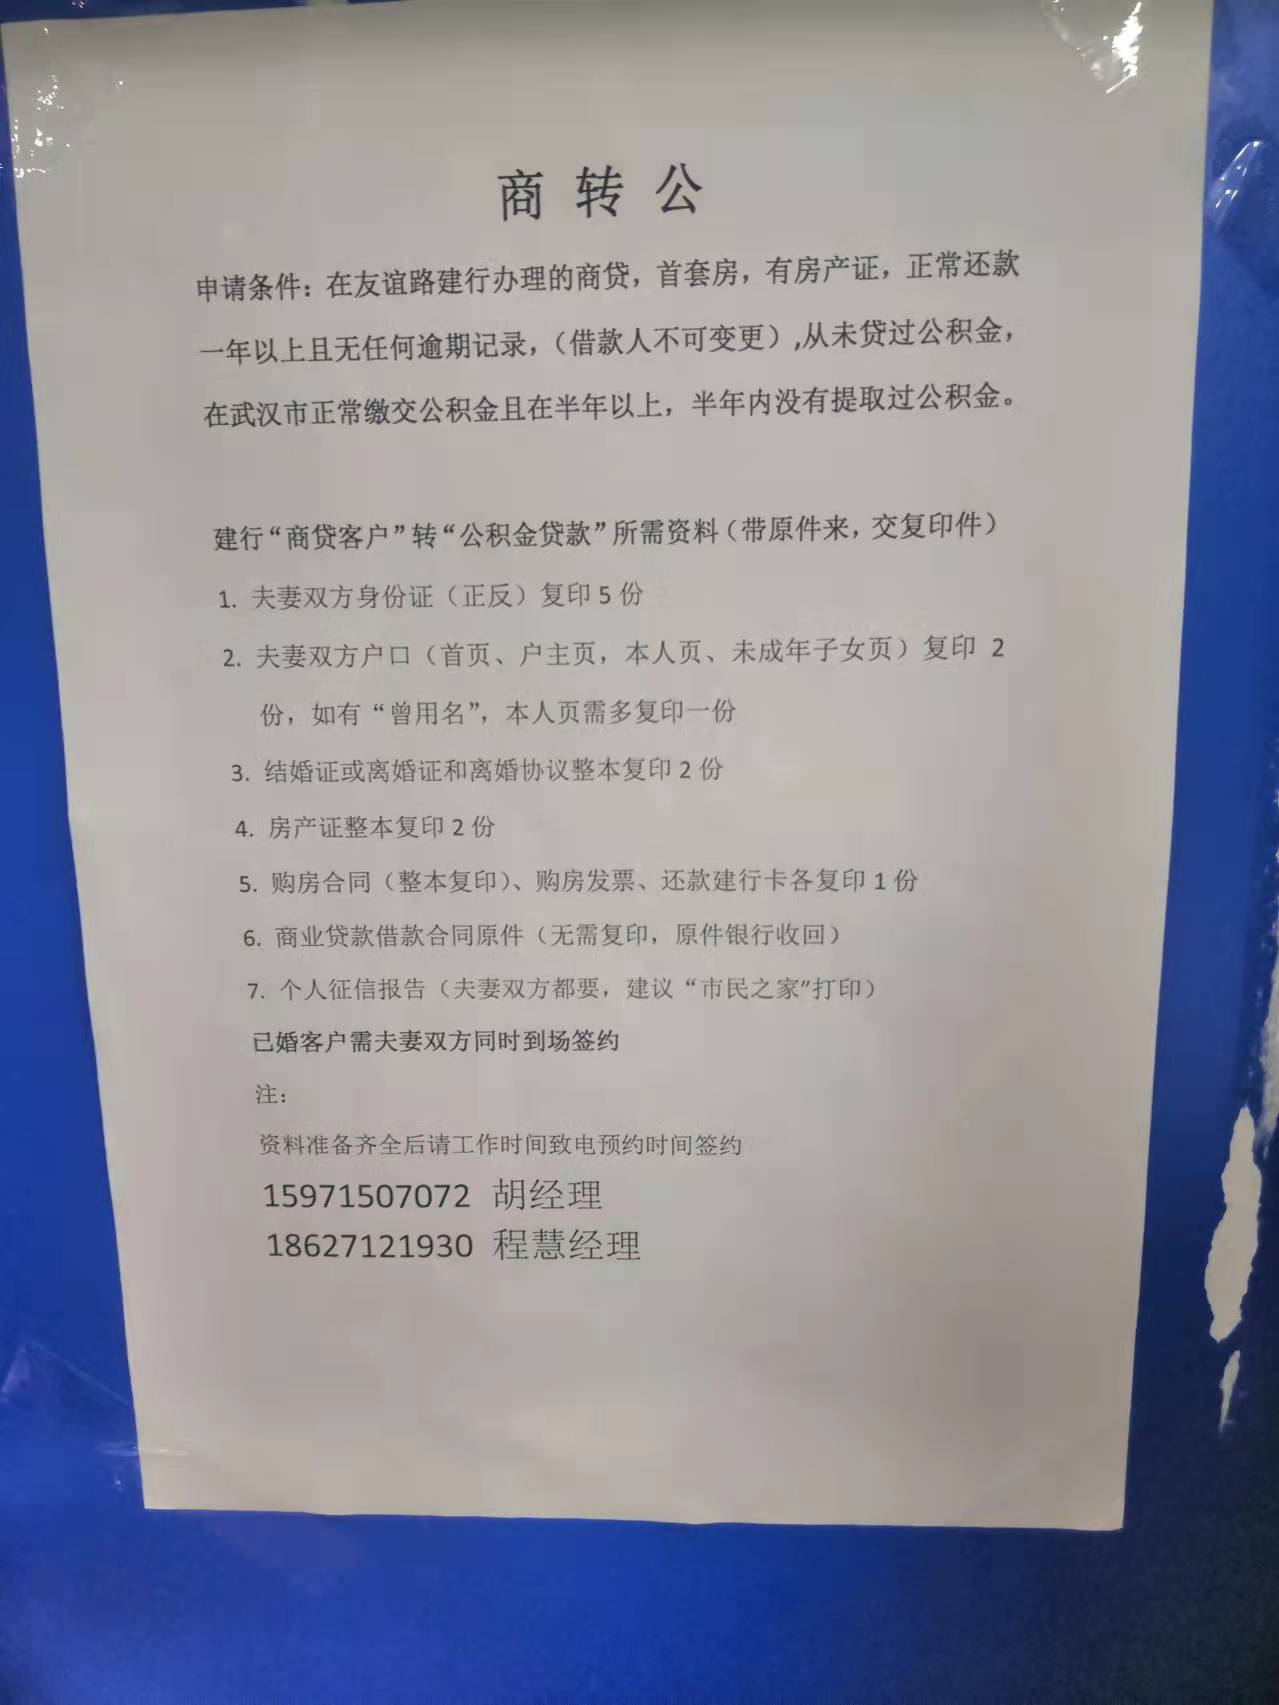 商 转 公
申请条件：在友谊路建行办理的商贷，首套房，有房产证，正常还款
一年以上且无任何逾期记录，（借款人不可变更）,从未贷过公积金，
在武汉市正常缴交公积金且在半年以上，半年内没有提取过公积金。
建行“商贷客户”转“公积金贷款”所需资料（带原件来，交复印件）
1. 夫妻双方身份证（正反）复印 5 份
2. 夫妻双方户口（首页、户主页，本人页、未成年子女页）复印 2
份，如有“曾用名”，本人页需多复印一份
3. 结婚证或离婚证和离婚协议整本复印 2 份
4. 房产证整本复印 2 份
5. 购房合同（整本复印）、购房发票、还款建行卡各复印 1 份
6. 商业贷款借款合同原件（无需复印，原件银行收回）
7. 个人征信报告（夫妻双方都要，建议“市民之家”打印）
已婚客户需夫妻双方同时到场签约
注：
资料准备齐全后请工作时间致电预约时间签约
15971507072 胡经理
18627121930 程慧经理